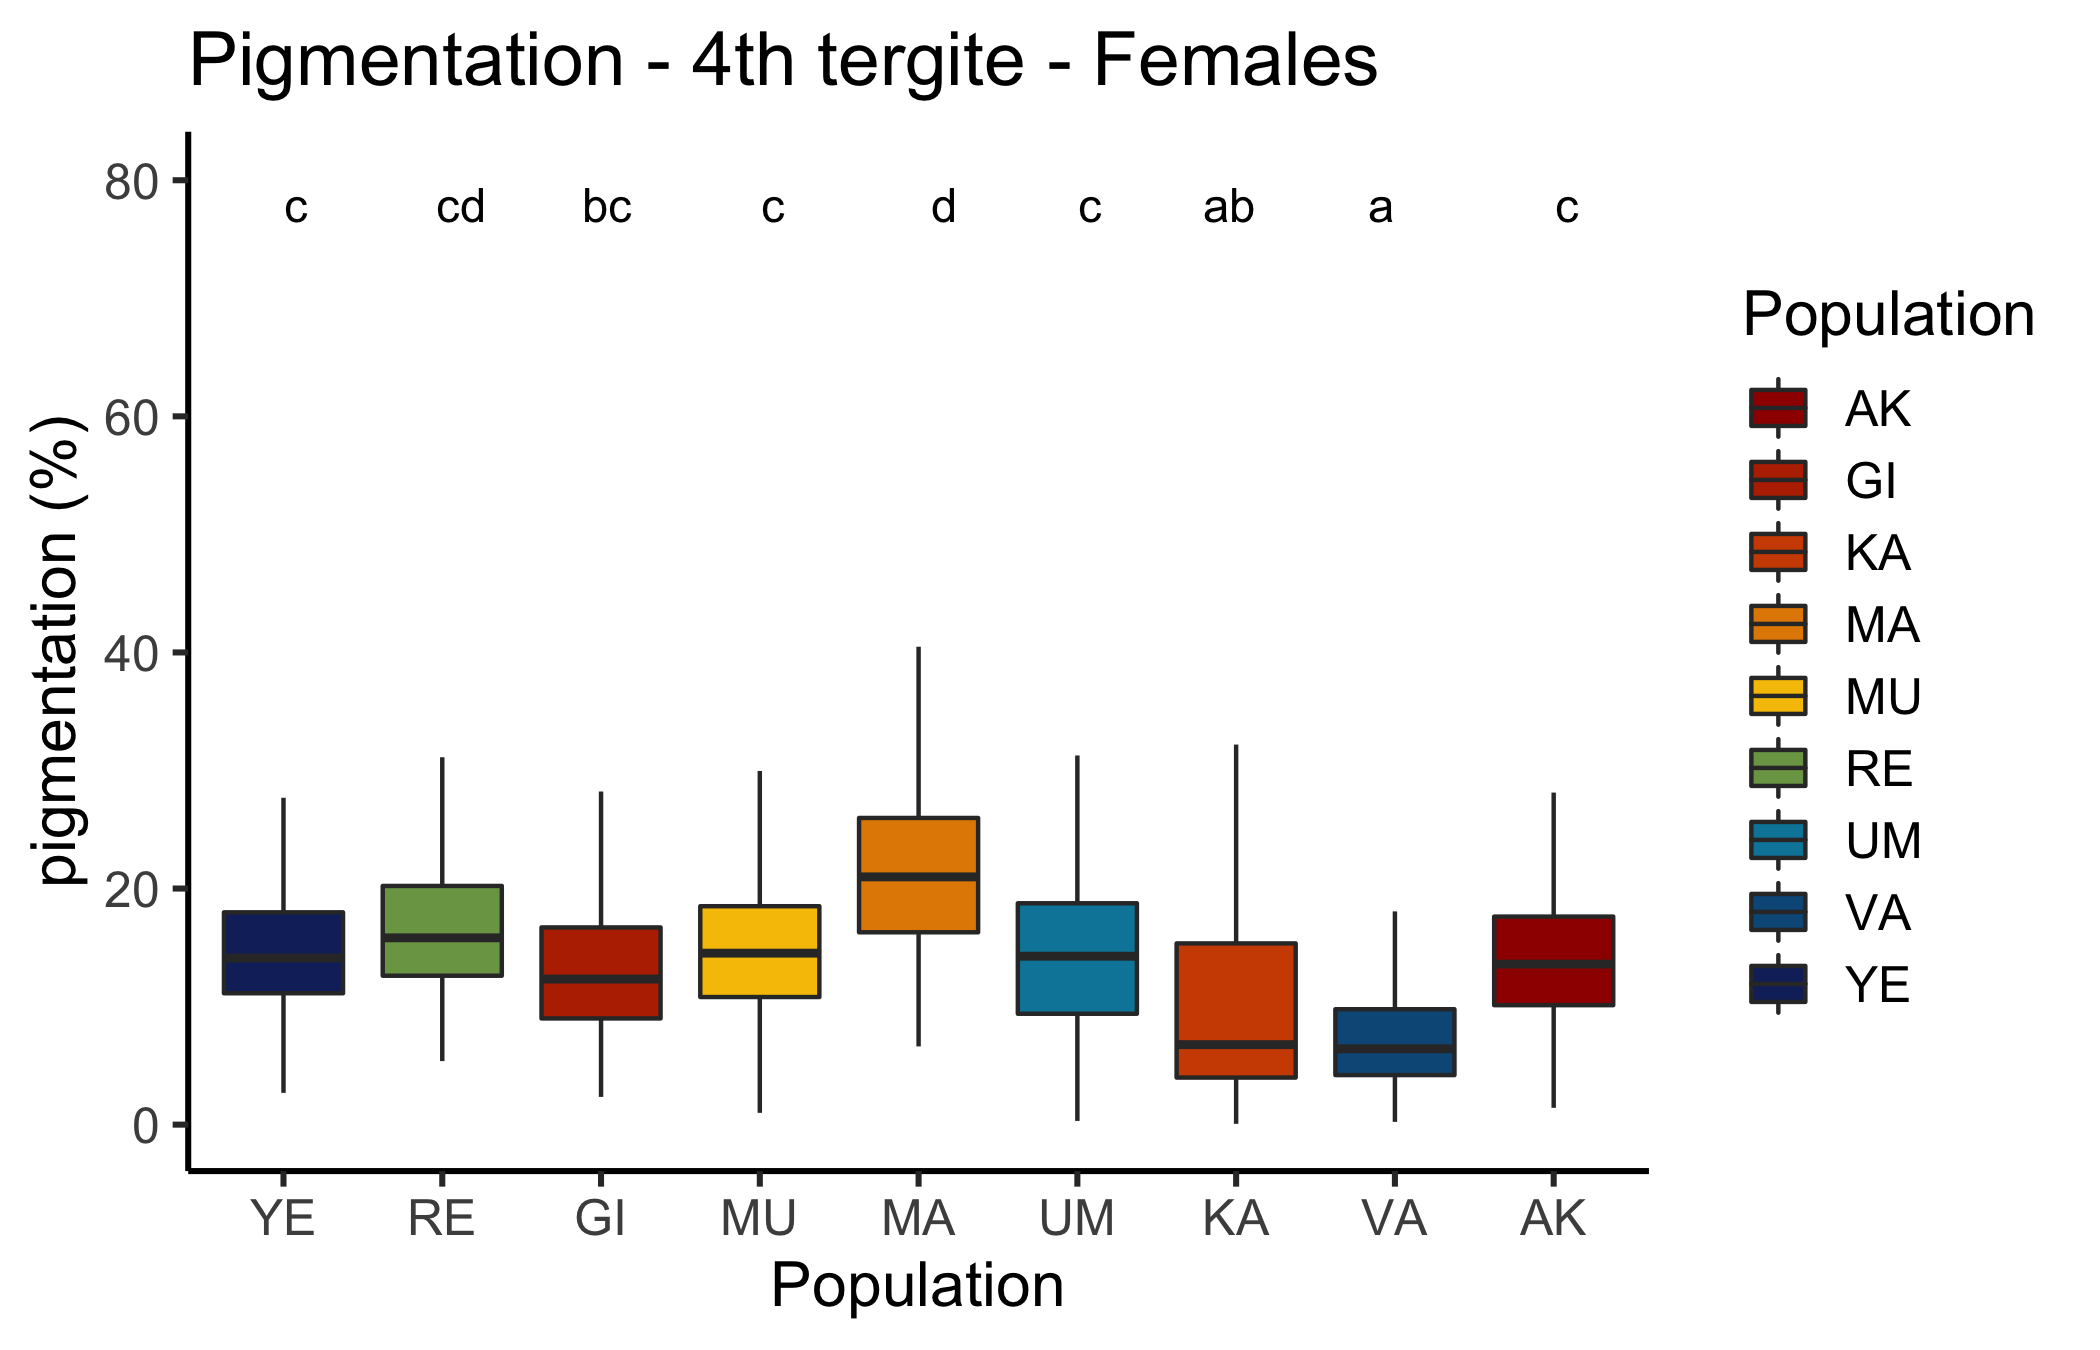 Pigmentation - 4th tergite - Females
pigmentation (%)
80
60
40
20
0
c cd bc c d c ab a c
YE RE GI MU MA UM KA VA AK
Population
Population
AK
GI
KA
MA
MU
RE
UM
VA
YE